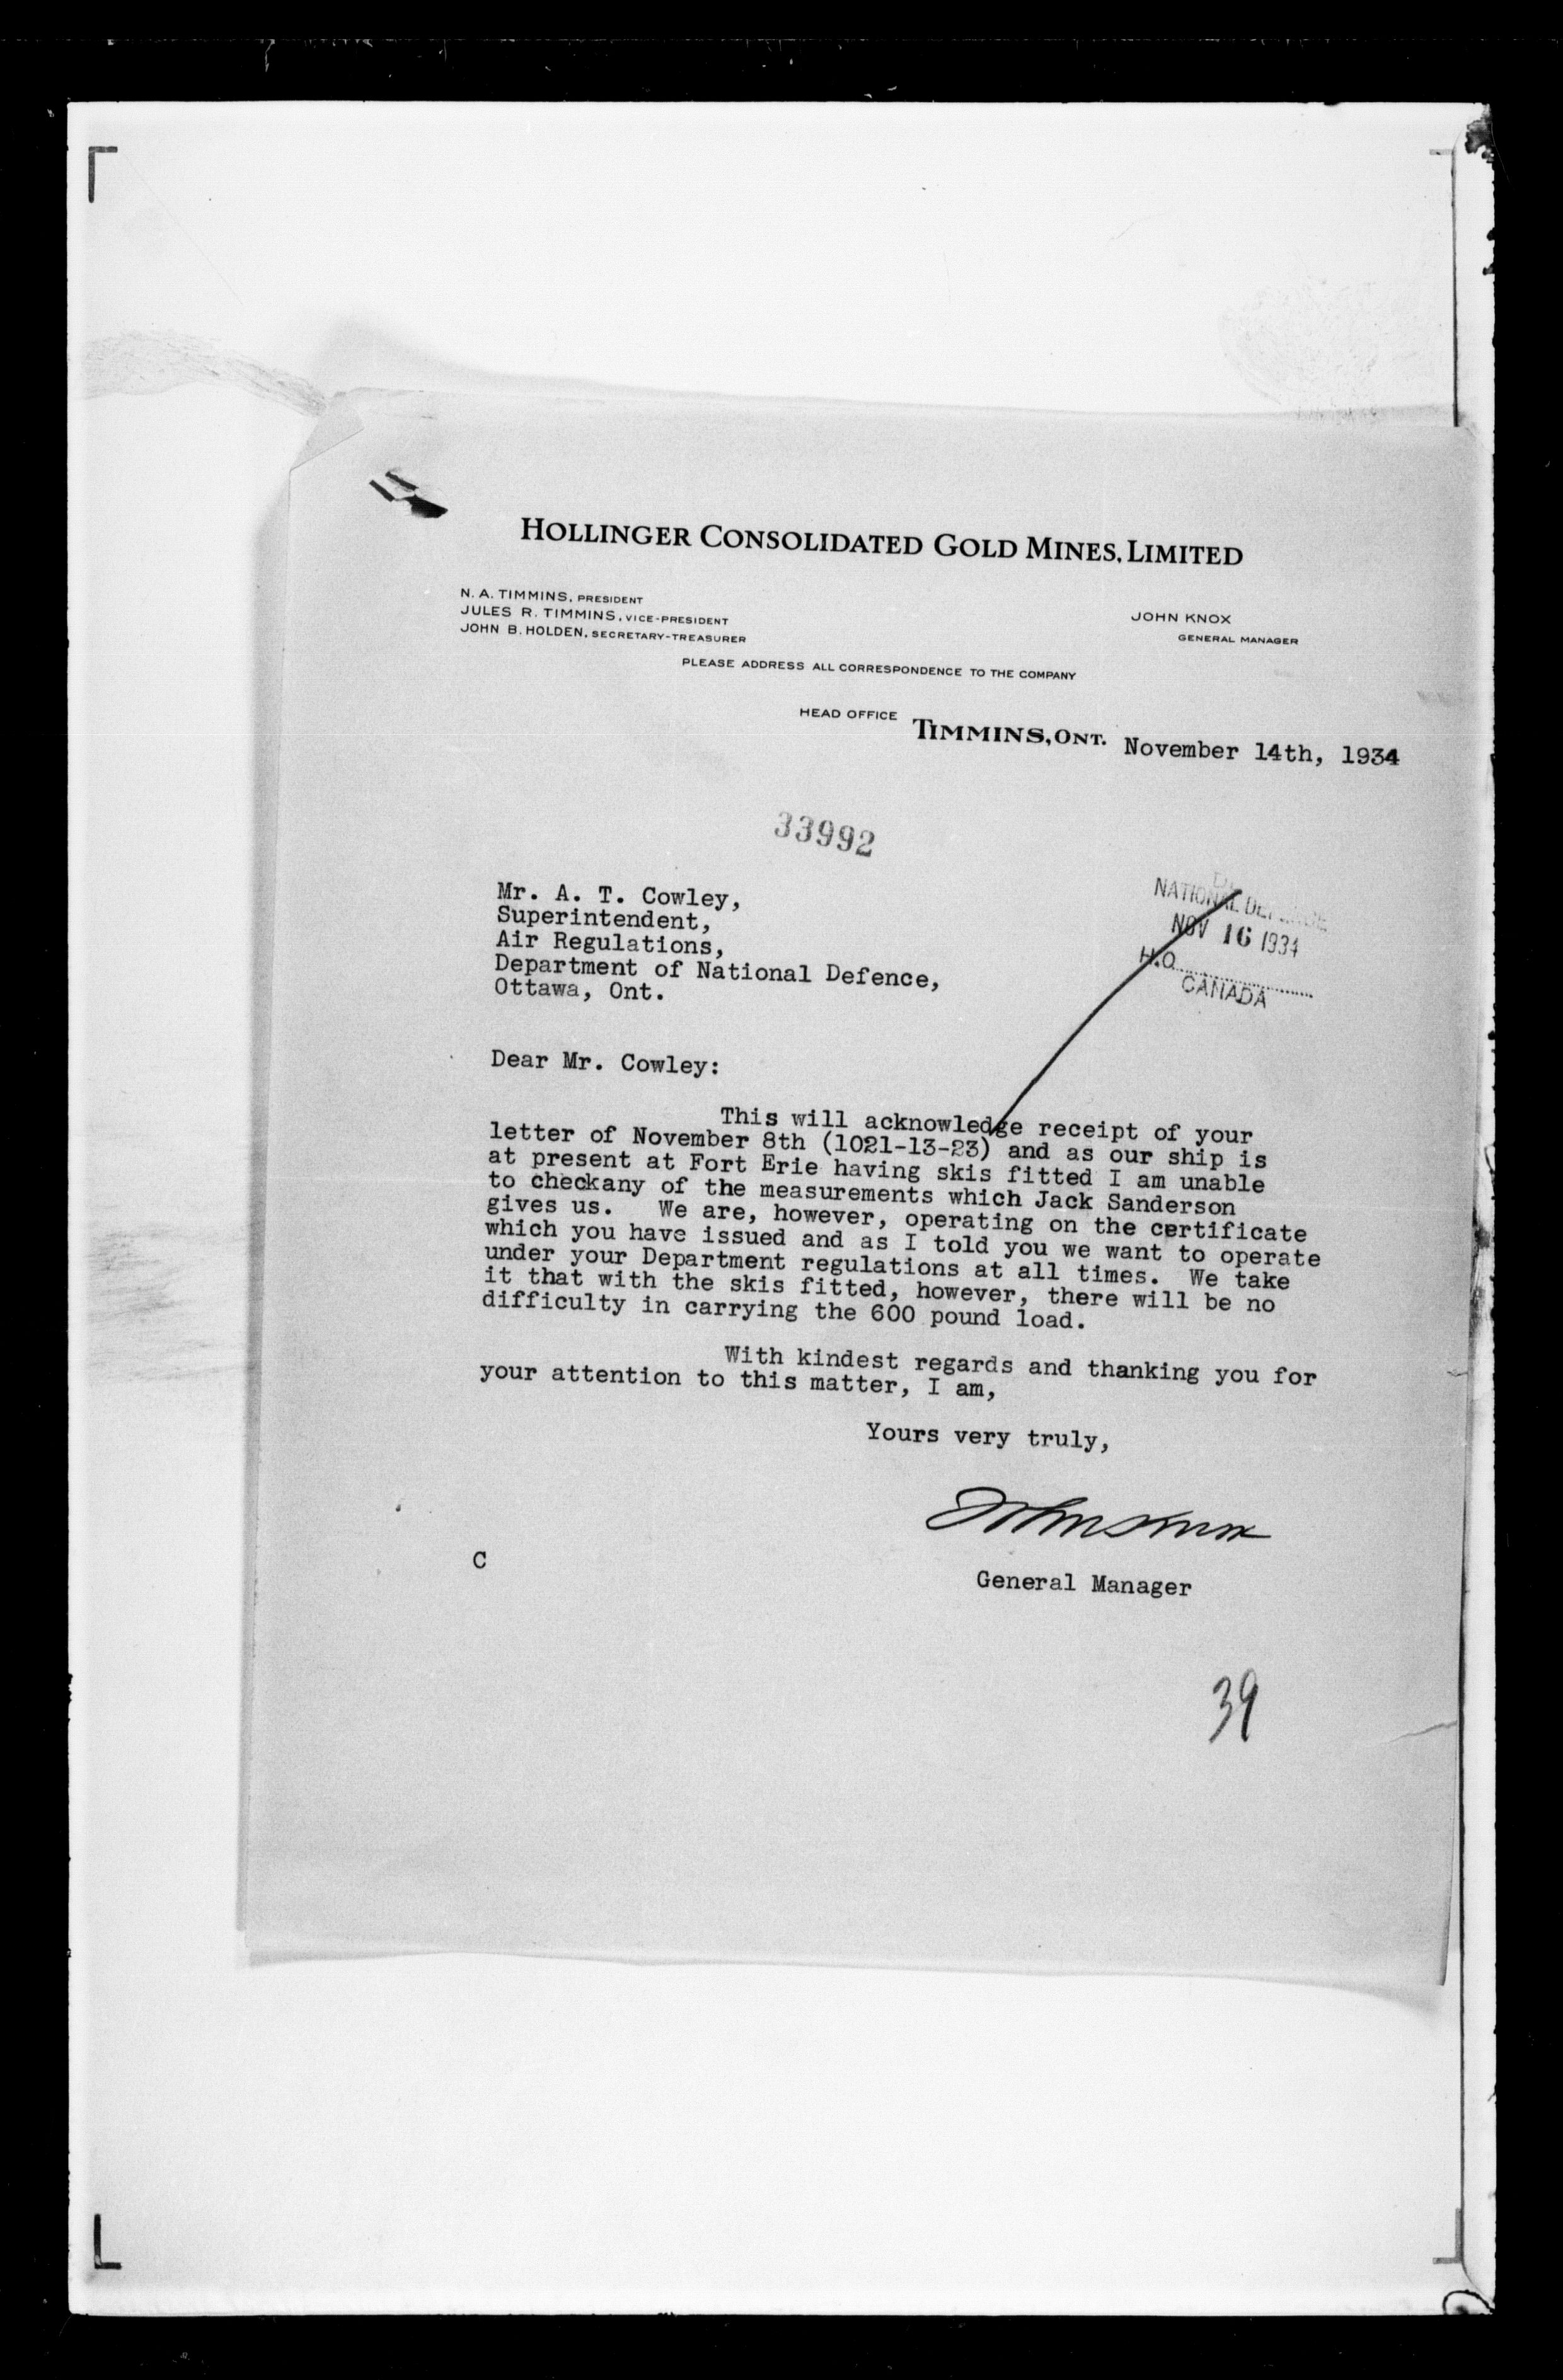 HOLLINGER CONSOLIDATED GOLD MINES, LIMITED
N. A. TIMMINS, PRESIDENT
JULES R. TIMMINS, VICE-PRESIDENT
JOHN B. HOLDEN, SECRETARY-TREASURER
JOHN KNOX
GENERAL MANAGER
PLEASE ADDRESS ALL CORRESPONDENCE TO THE COMPANY
HEAD OFFICE TIMMINS, ONT. November 14th, 1934
33992
NATIONAL DEFENCE
NOV 16 1934
H.Q.
CANADA
Mr. A. T. Cowley,
Superintendent,
Air Regulations,
Department of National Defence,
Ottawa, Ont.
Dear Mr. Cowley:
This will acknowledge receipt of your
letter of November 8th (1021-13-23) and as our ship is
at present at Fort Erie having skis fitted I am unable
to checkany of the measurements which Jack Sanderson
gives us. We are, however, operating on the certificate
which you have issued and as I told you we want to operate
under your Department regulations at all times. We take
it that with the skis fitted, however, there will be no
difficulty in carrying the 600 pound load.
With kindest regards and thanking you for
your attention to this matter, I am,
Yours very truly,
John Knox
General Manager
C
39